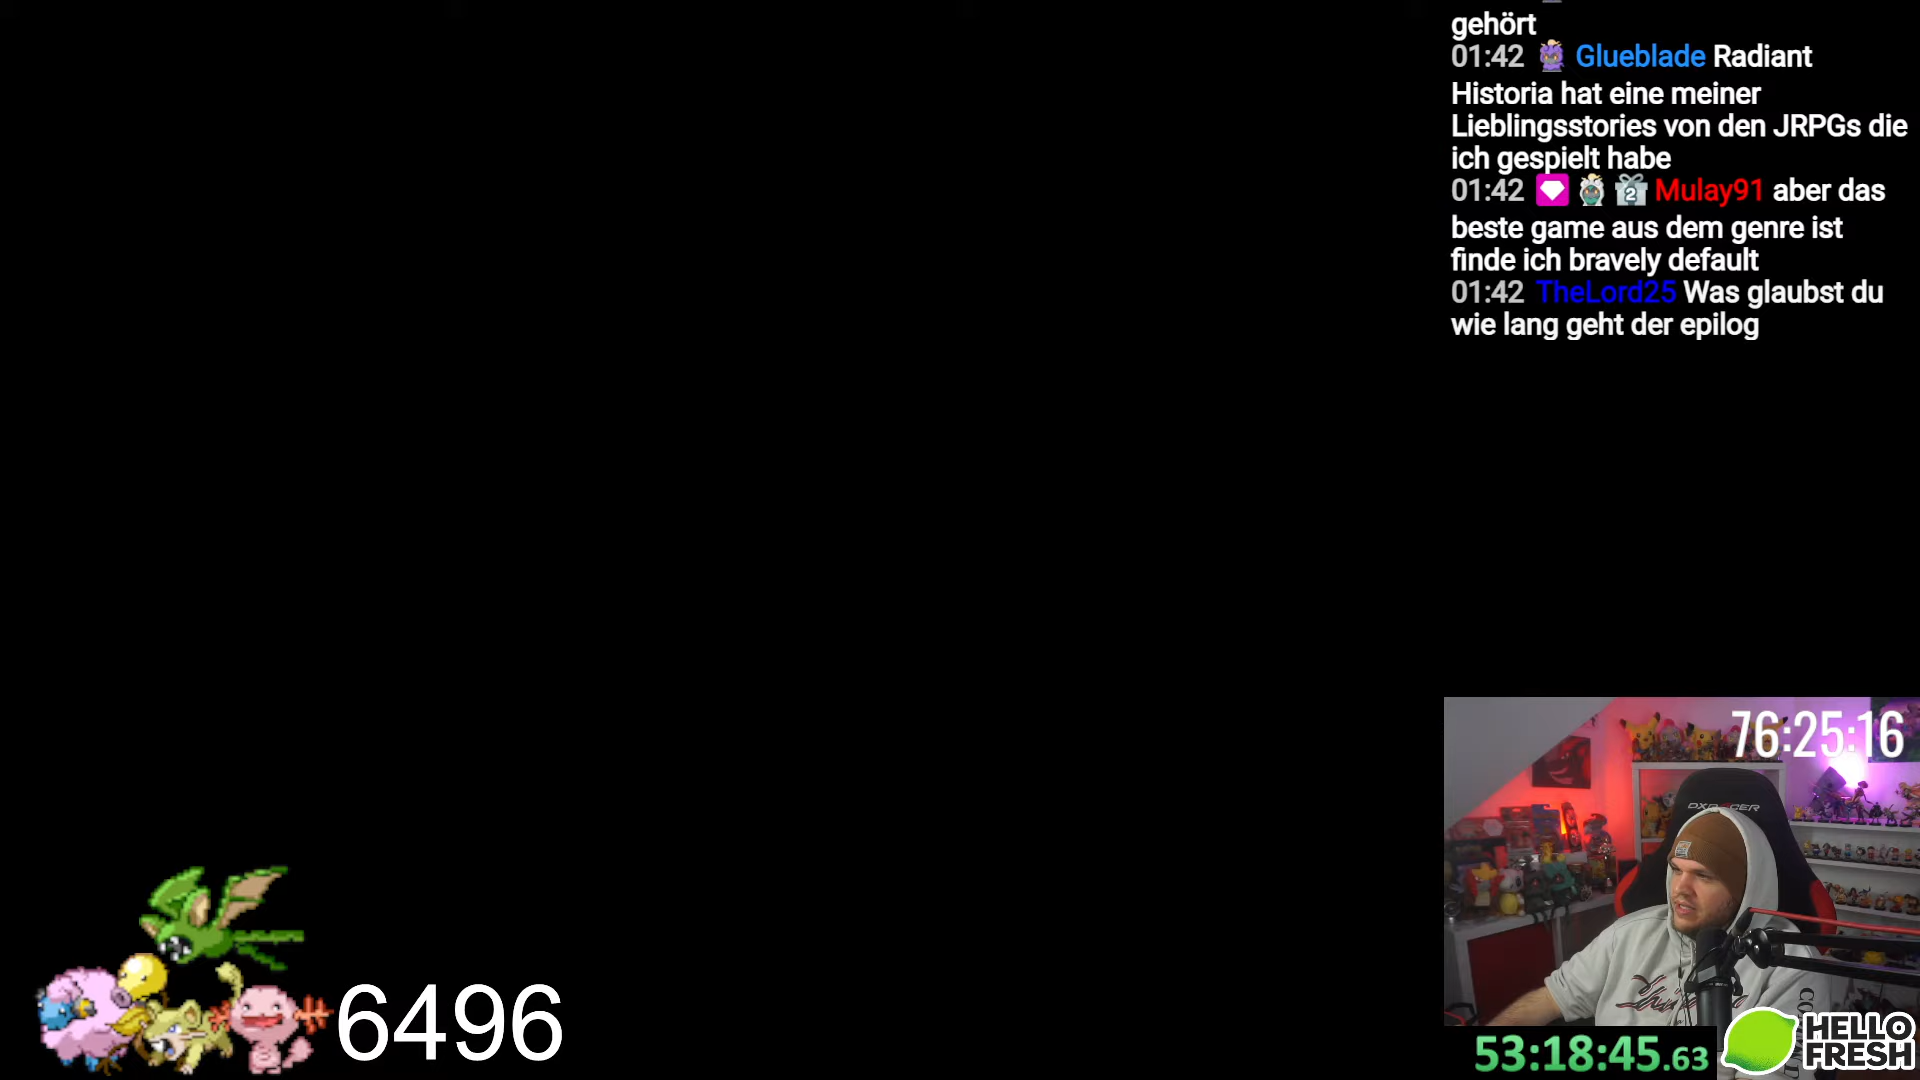 gehört
01:42 Glueblade Radiant
Historia hat eine meiner
Lieblingsstories von den JRPGs die
ich gespielt habe
01:42 2 Mulay91 aber das
beste game aus dem genre ist
finde ich bravely default
01:42 TheLord25 Was glaubst du
wie lang geht der epilog
76:25:16
DXRACER
6496
53:18:45.63
HELLO
FRESH